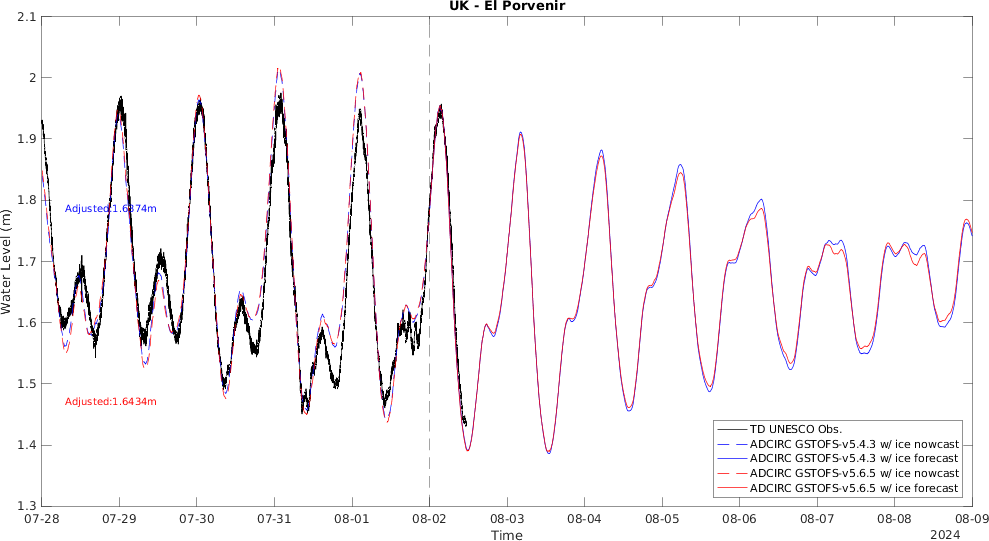 UK - El Porvenir
2.1
2
1.9
1.8
1.7
1.6
1.5
1.4
1.3
Water Level (m)
Adjusted:1.6374m
Adjusted:1.6434m
TD UNESCO Obs.
ADCIRC GSTOFS-v5.4.3 w/ ice nowcast
ADCIRC GSTOFS-v5.4.3 w/ ice forecast
ADCIRC GSTOFS-v5.6.5 w/ ice nowcast
ADCIRC GSTOFS-v5.6.5 w/ ice forecast
07-28 07-29 07-30 07-31 08-01 08-02 08-03 08-04 08-05 08-06 08-07 08-08 08-09
Time
2024